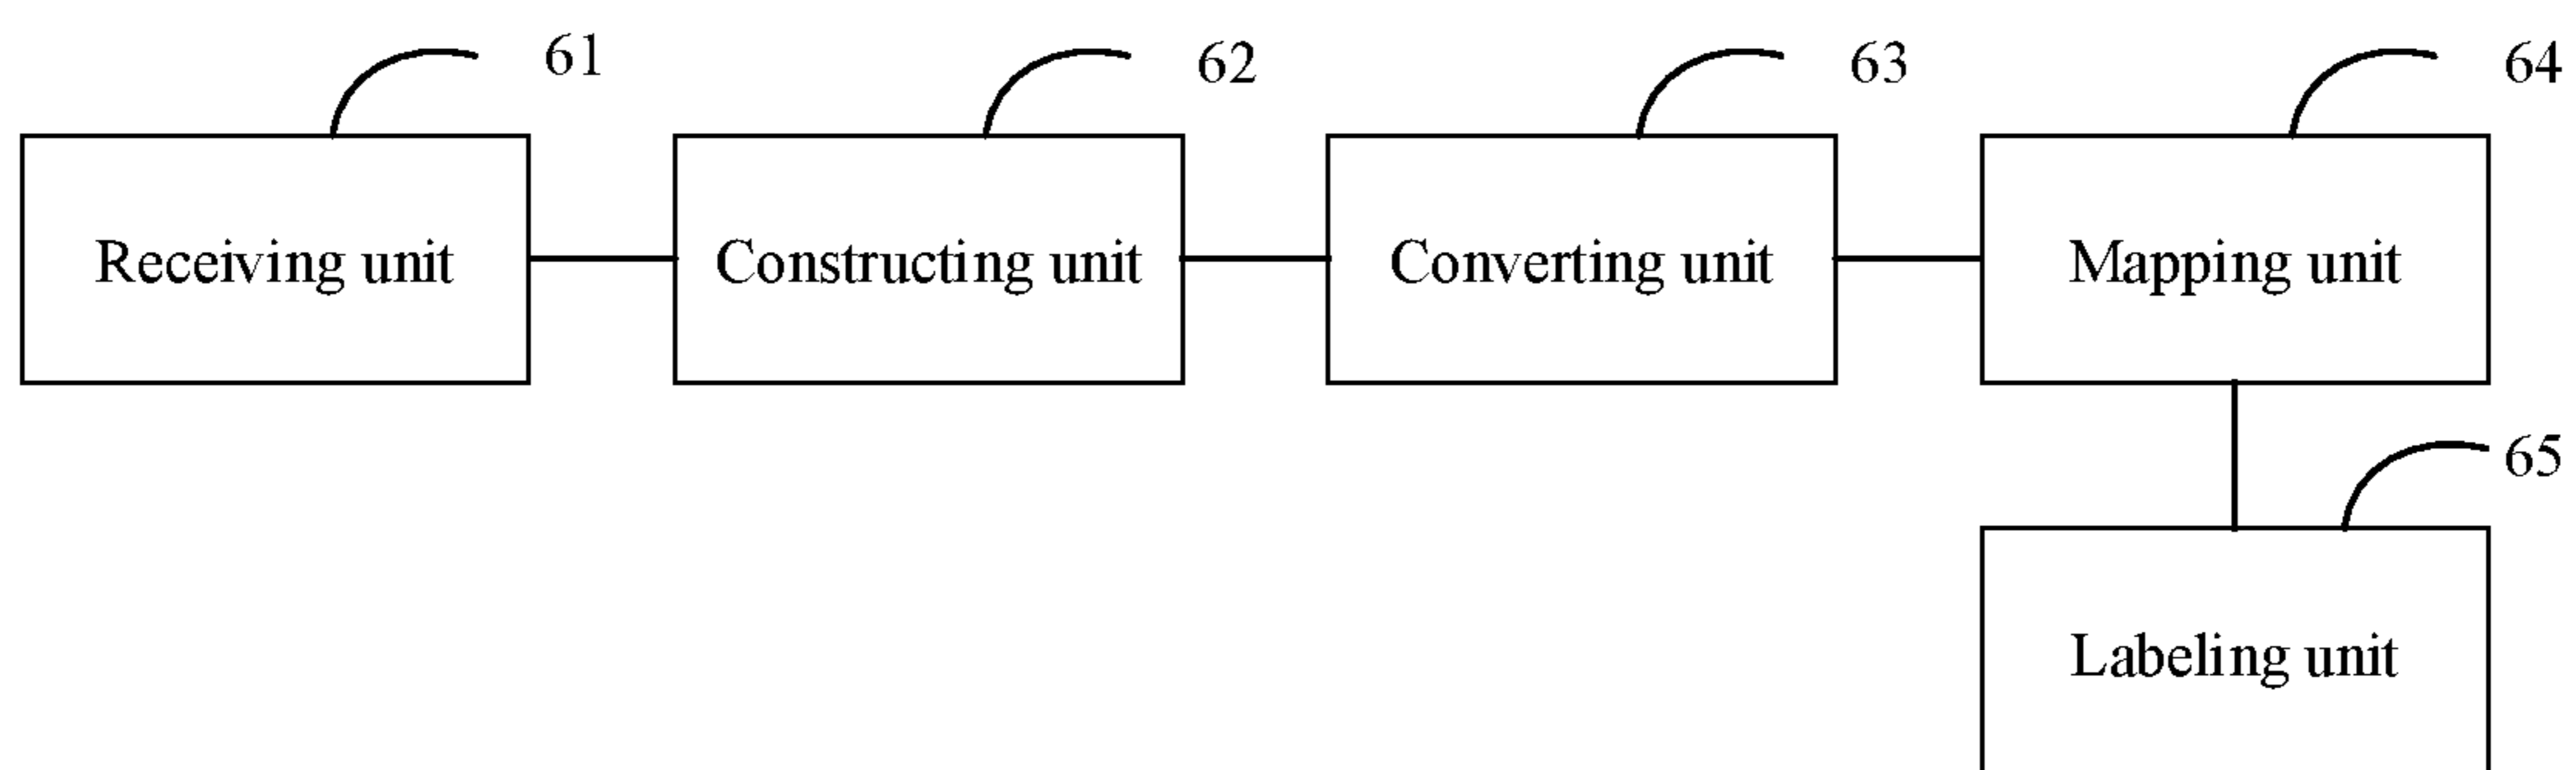 61
62
63
64
Receiving unit
Constructing unit
Converting unit
Mapping unit
65
Labeling unit